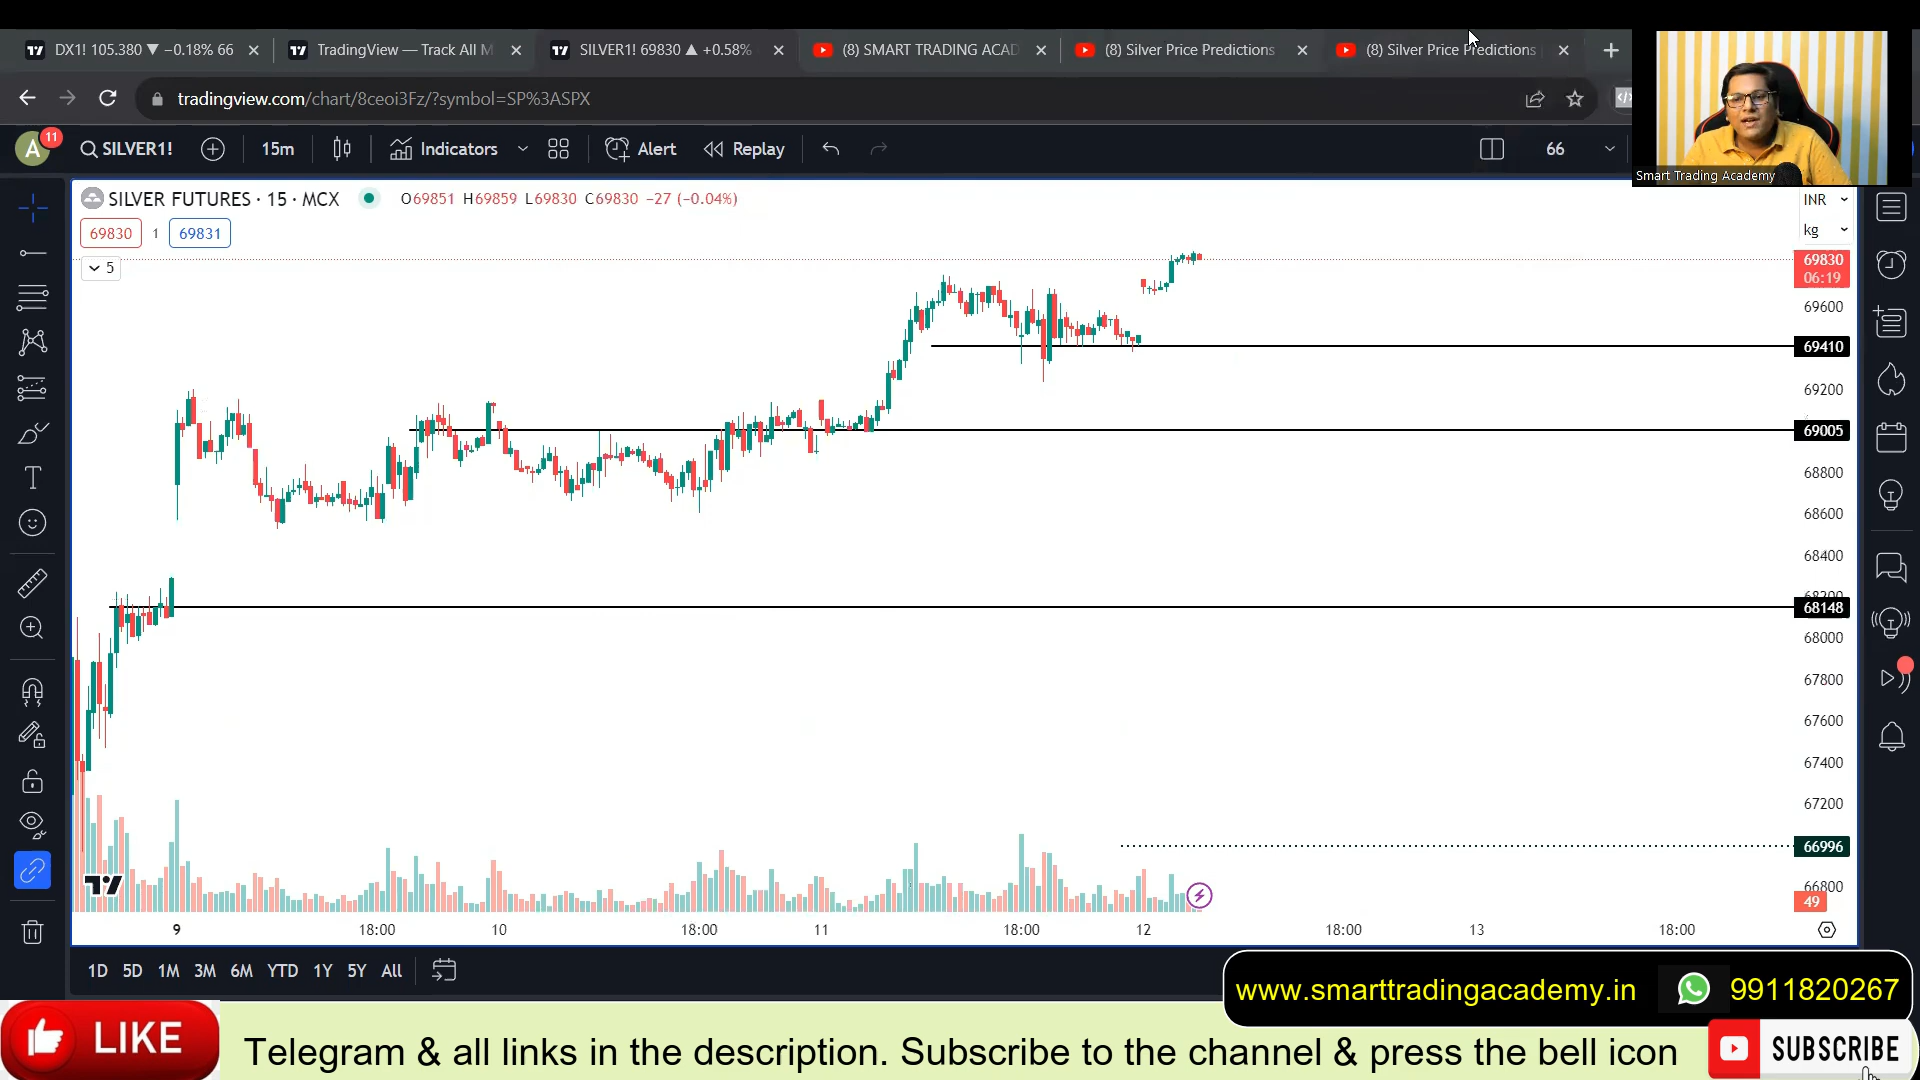 DX1! 105.380 ▼ −0.18% 66
TradingView — Track All M
SILVER1! 69830 ▲ +0.58%
(8) SMART TRADING ACAD
(8) Silver Price Predictions
(8) Silver Price Predictions
tradingview.com/chart/8ceoi3Fz/?symbol=SP%3ASPX
A
11
SILVER1!
15m
Indicators
Alert
Replay
66
Smart Trading Academy
SILVER FUTURES · 15 · MCX
O69851 H69859 L69830 C69830 −27 (−0.04%)
INR
kg
69830
1
69831
5
69830
06:19
69600
69410
69200
69005
68800
68600
68400
68200
68148
68000
67800
67600
67400
67200
66996
66800
49
9
18:00
10
18:00
11
18:00
12
18:00
13
18:00
1D 5D 1M 3M 6M YTD 1Y 5Y All
www.smarttradingacademy.in
9911820267
LIKE
Telegram & all links in the description. Subscribe to the channel & press the bell icon
SUBSCRIBE